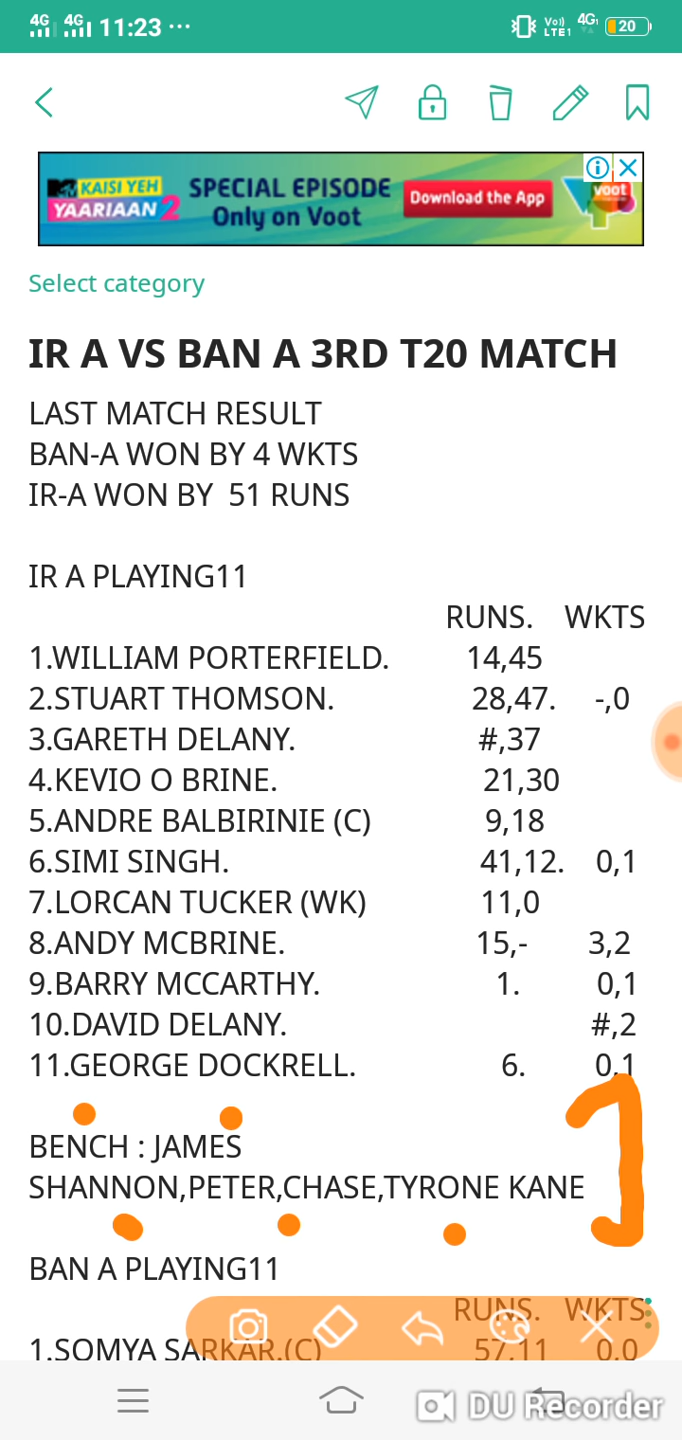 4G 4G 11:23 ... Vo)) LTE1 4G1 20
KAISI YEH YAARIAAN 2 SPECIAL EPISODE Only on Voot Download the App voot
Select category
IR A VS BAN A 3RD T20 MATCH
LAST MATCH RESULT
BAN-A WON BY 4 WKTS
IR-A WON BY 51 RUNS
IR A PLAYING11
RUNS. WKTS
1.WILLIAM PORTERFIELD. 14,45
2.STUART THOMSON. 28,47. -,0
3.GARETH DELANY. #,37
4.KEVIO O BRINE. 21,30
5.ANDRE BALBIRINIE (C) 9,18
6.SIMI SINGH. 41,12. 0,1
7.LORCAN TUCKER (WK) 11,0
8.ANDY MCBRINE. 15,- 3,2
9.BARRY MCCARTHY. 1. 0,1
10.DAVID DELANY. #,2
11.GEORGE DOCKRELL. 6. 0,1
BENCH : JAMES
SHANNON,PETER,CHASE,TYRONE KANE
BAN A PLAYING11
RUNS. WKTS
1.SOMYA SARKAR.(C) 57,11 0,0
DU Recorder